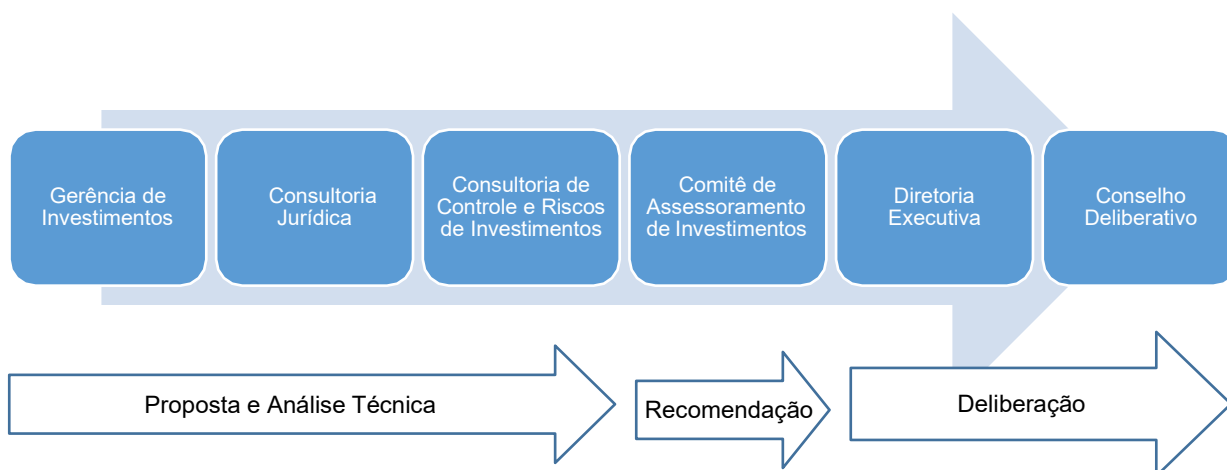 Gerência de
Investimentos
Consultoria
Jurídica
Consultoria de
Controle e Riscos
de Investimentos
Comitê de
Assessoramento
de Investimentos
Diretoria
Executiva
Conselho
Deliberativo
Proposta e Análise Técnica
Recomendação
Deliberação